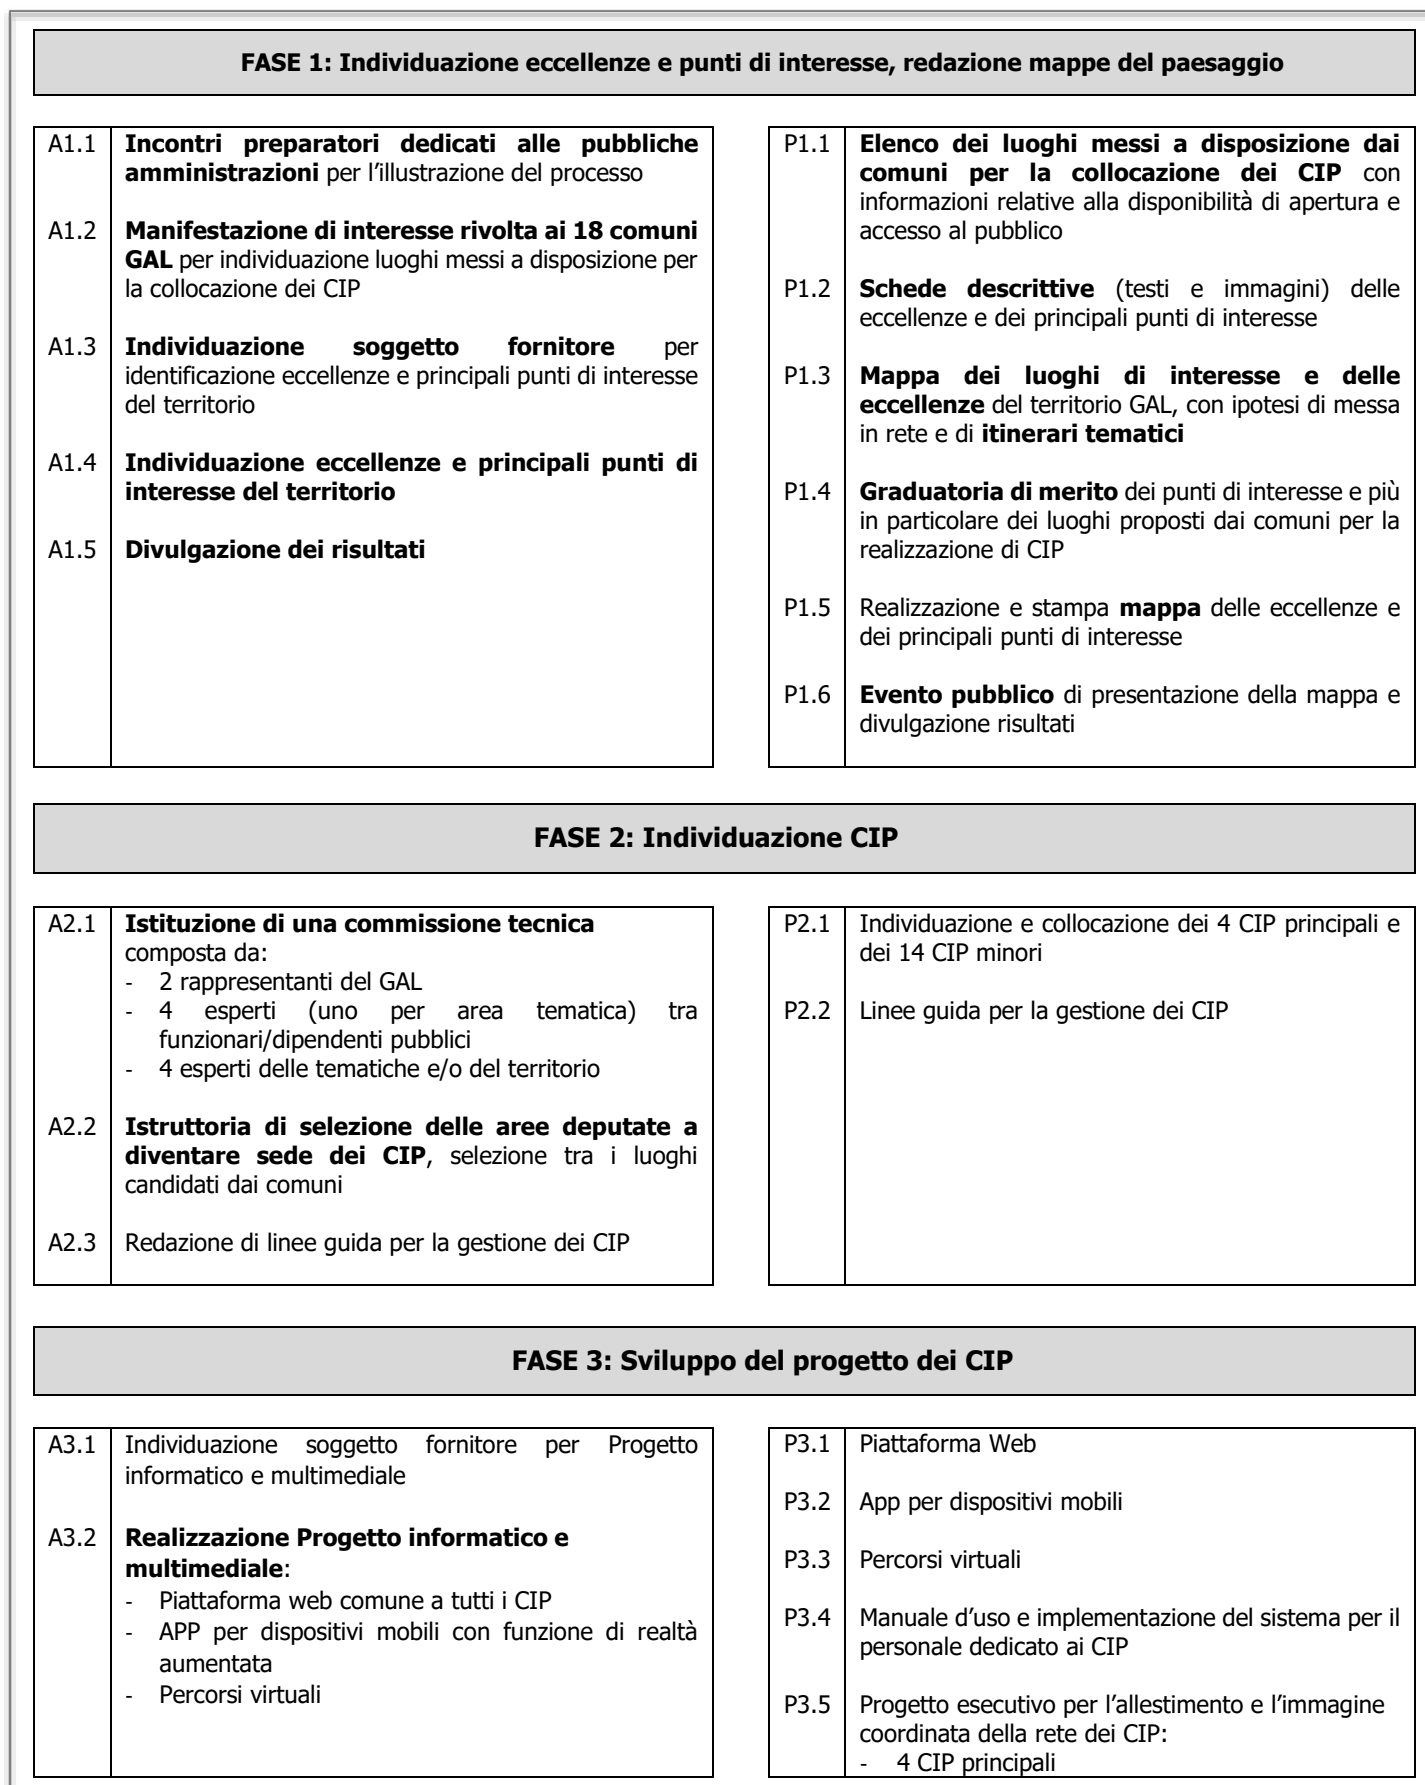 FASE 1: Individuazione eccellenze e punti di interesse, redazione mappe del paesaggio
A1.1 Incontri preparatori dedicati alle pubbliche
amministrazioni per l’illustrazione del processo
A1.2 Manifestazione di interesse rivolta ai 18 comuni
GAL per individuazione luoghi messi a disposizione per
la collocazione dei CIP
A1.3 Individuazione soggetto fornitore per
identificazione eccellenze e principali punti di interesse
del territorio
A1.4 Individuazione eccellenze e principali punti di
interesse del territorio
A1.5 Divulgazione dei risultati
P1.1 Elenco dei luoghi messi a disposizione dai
comuni per la collocazione dei CIP con
informazioni relative alla disponibilità di apertura e
accesso al pubblico
P1.2 Schede descrittive (testi e immagini) delle
eccellenze e dei principali punti di interesse
P1.3 Mappa dei luoghi di interesse e delle
eccellenze del territorio GAL, con ipotesi di messa
in rete e di itinerari tematici
P1.4 Graduatoria di merito dei punti di interesse e più
in particolare dei luoghi proposti dai comuni per la
realizzazione di CIP
P1.5 Realizzazione e stampa mappa delle eccellenze e
dei principali punti di interesse
P1.6 Evento pubblico di presentazione della mappa e
divulgazione risultati
FASE 2: Individuazione CIP
A2.1 Istituzione di una commissione tecnica
composta da:
- 2 rappresentanti del GAL
- 4 esperti (uno per area tematica) tra
funzionari/dipendenti pubblici
- 4 esperti delle tematiche e/o del territorio
A2.2 Istruttoria di selezione delle aree deputate a
diventare sede dei CIP, selezione tra i luoghi
candidati dai comuni
A2.3 Redazione di linee guida per la gestione dei CIP
P2.1 Individuazione e collocazione dei 4 CIP principali e
dei 14 CIP minori
P2.2 Linee guida per la gestione dei CIP
FASE 3: Sviluppo del progetto dei CIP
A3.1 Individuazione soggetto fornitore per Progetto
informatico e multimediale
A3.2 Realizzazione Progetto informatico e
multimediale:
- Piattaforma web comune a tutti i CIP
- APP per dispositivi mobili con funzione di realtà
aumentata
- Percorsi virtuali
P3.1 Piattaforma Web
P3.2 App per dispositivi mobili
P3.3 Percorsi virtuali
P3.4 Manuale d’uso e implementazione del sistema per il
personale dedicato ai CIP
P3.5 Progetto esecutivo per l’allestimento e l’immagine
coordinata della rete dei CIP:
- 4 CIP principali